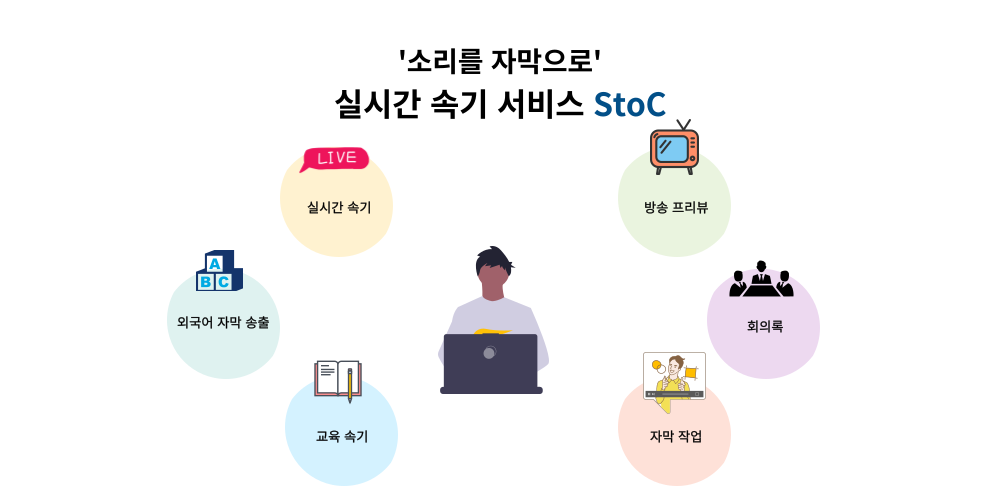 '소리를 자막으로'
실시간 속기 서비스 StoC
LIVE
실시간 속기
방송 프리뷰
A
B C
외국어 자막 송출
회의록
교육 속기
자막 작업